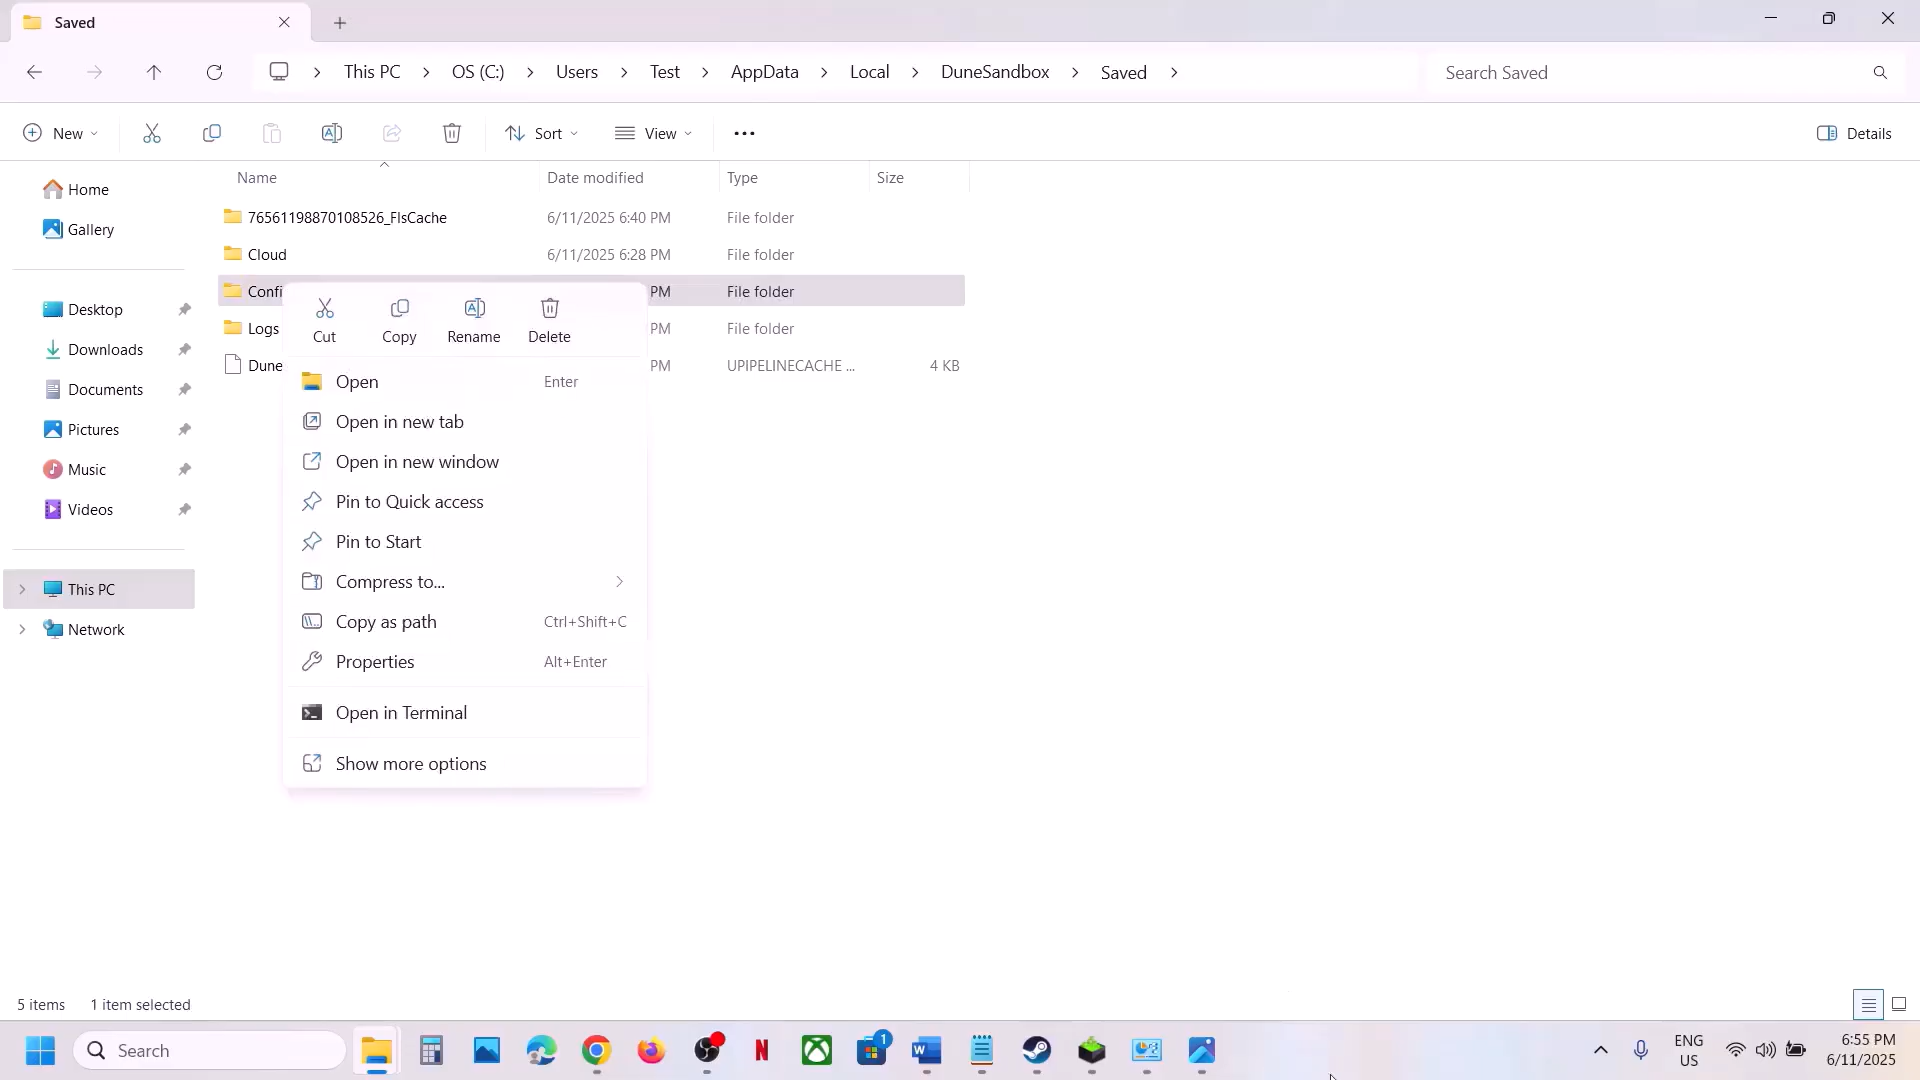 Saved
This PC
OS (C:)
Users
Test
AppData
Local
DuneSandbox
Saved
Search Saved
New
Sort
View
Details
Name
Date modified
Type
Size
Home
Gallery
Desktop
Downloads
Documents
Pictures
Music
Videos
This PC
Network
76561198870108526_FlsCache 6/11/2025 6:40 PM File folder
Cloud 6/11/2025 6:28 PM File folder
Confi PM File folder
Logs PM File folder
Dune PM UPIPELINECACHE ... 4 KB
Cut
Copy
Rename
Delete
Open Enter
Open in new tab
Open in new window
Pin to Quick access
Pin to Start
Compress to...
Copy as path Ctrl+Shift+C
Properties Alt+Enter
Open in Terminal
Show more options
5 items 1 item selected
Search
1
ENG
US
6:55 PM
6/11/2025